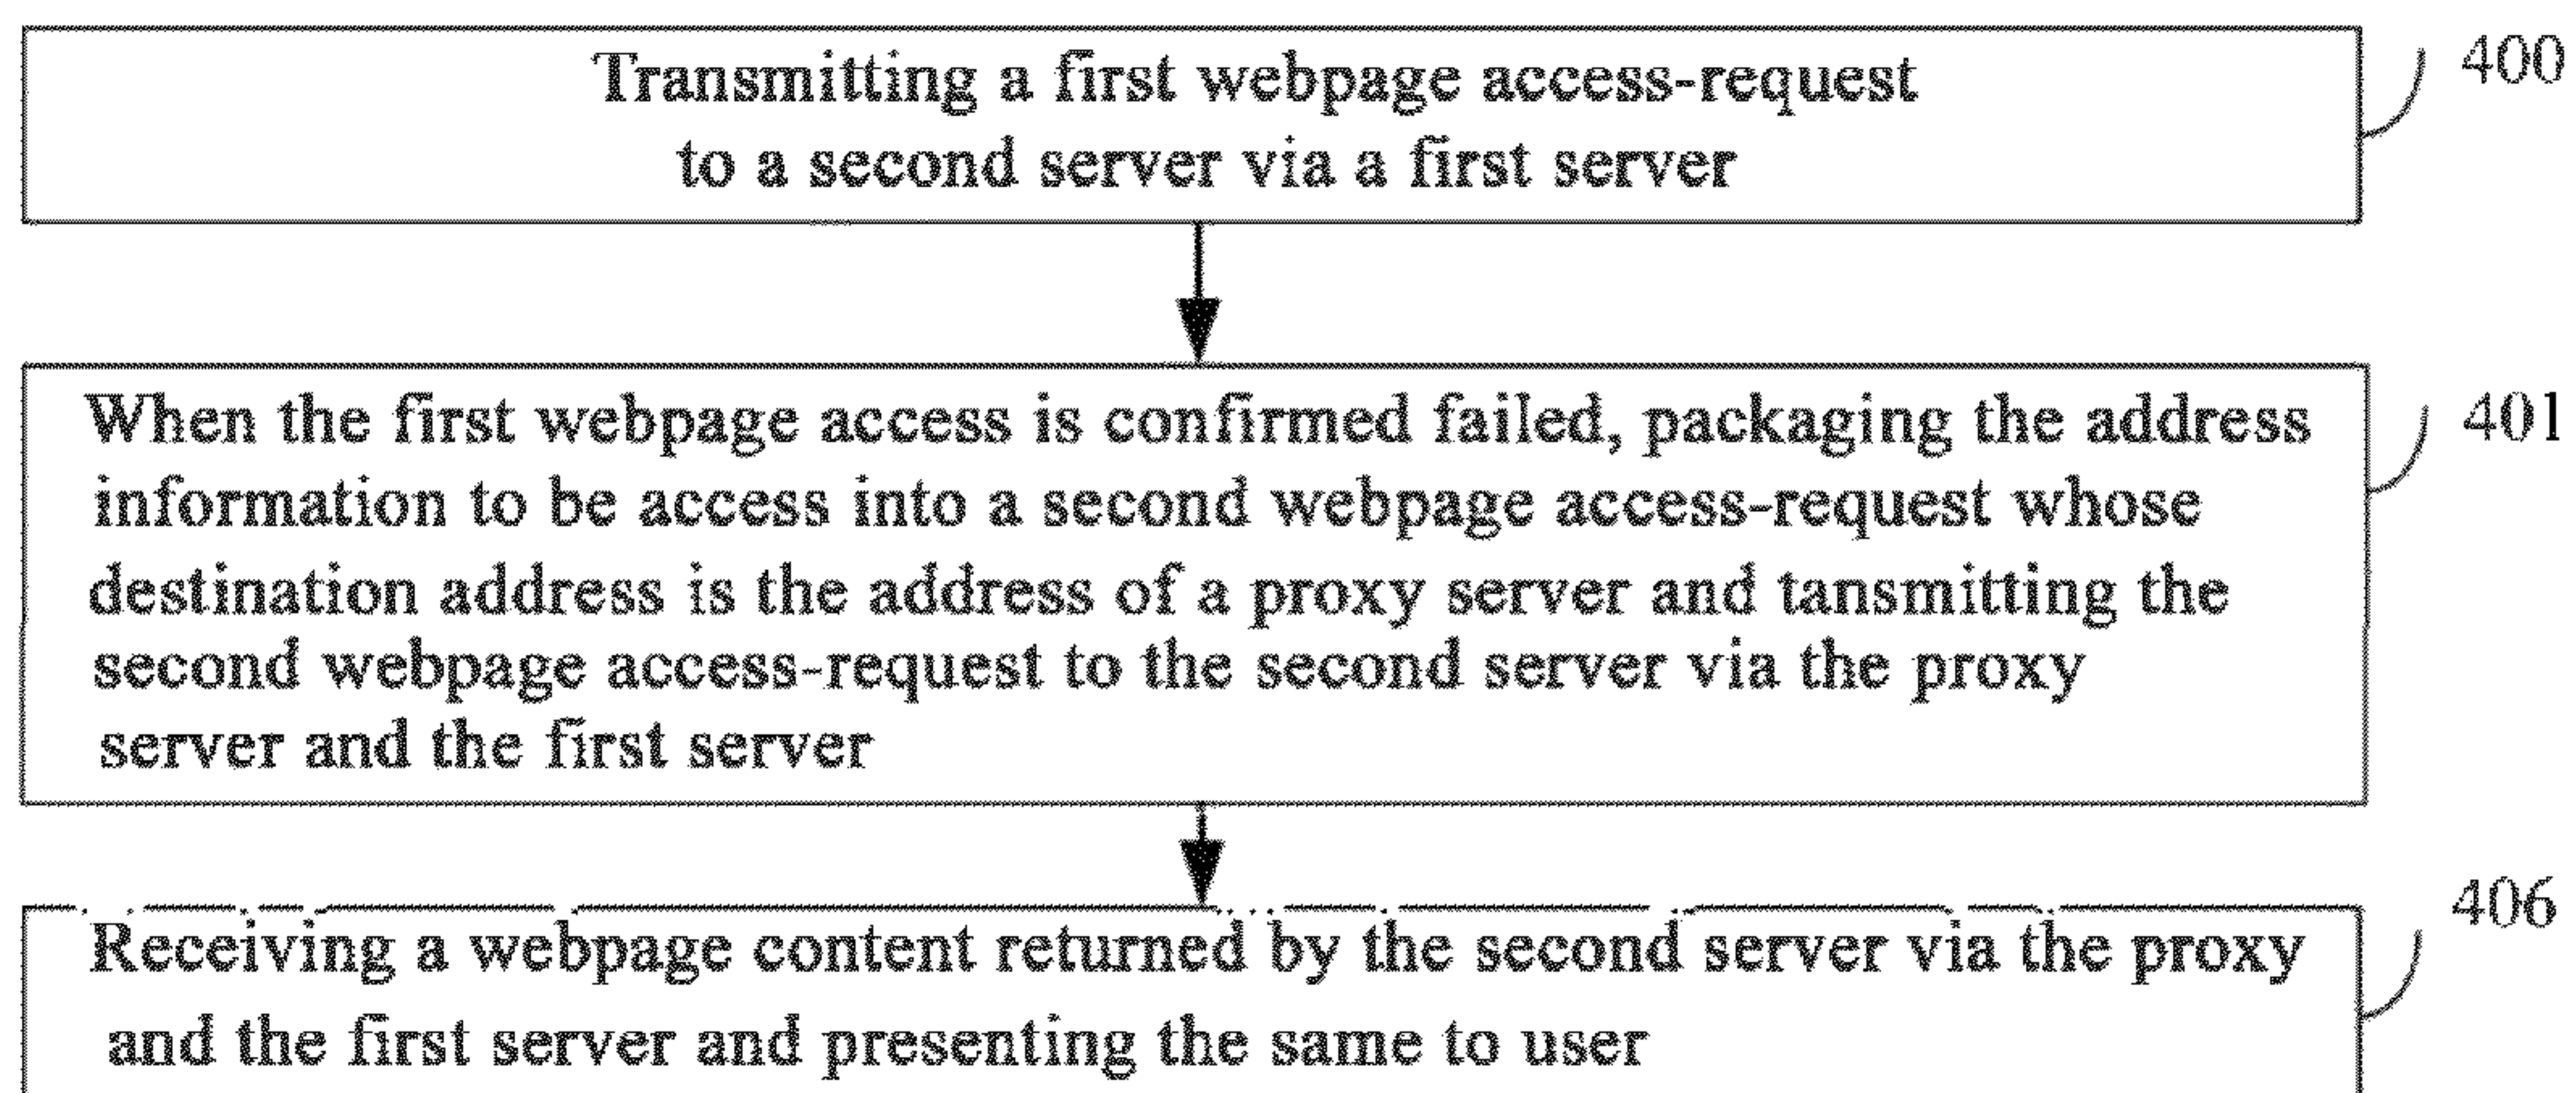 Transmitting a first webpage access-request
to a second server via a first server
400
When the first webpage access is confirmed failed, packaging the address
information to be access into a second webpage access-request whose
destination address is the address of a proxy server and tansmitting the
second webpage access-request to the second server via the proxy
server and the first server
401
Receiving a webpage content returned by the second server via the proxy
and the first server and presenting the same to user
406